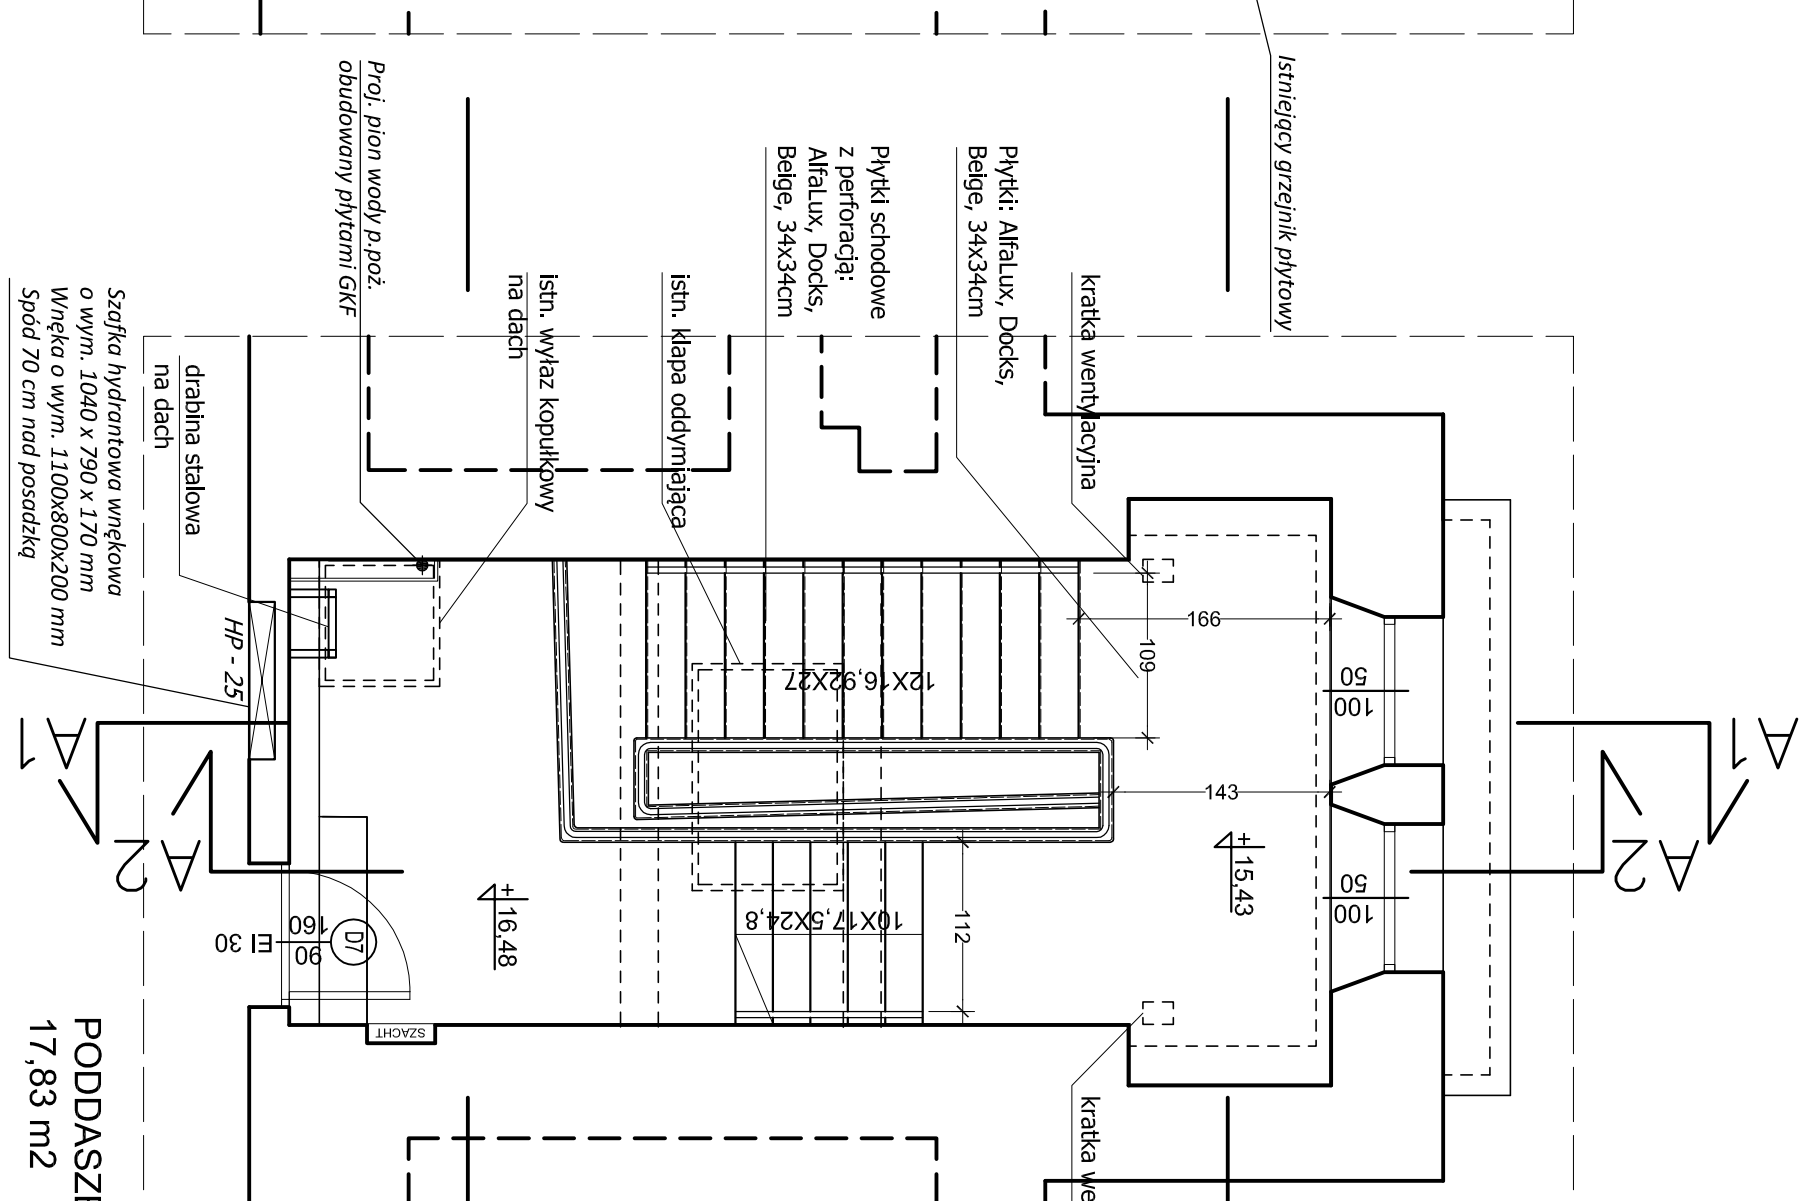 Istniejący grzejnik płytowy
kratka wentylacyjna
Płytki: AlfaLux, Docks,
Beige, 34x34cm
Płytki schodowe
z perforacją:
AlfaLux, Docks,
Beige, 34x34cm
istn. klapa oddymiająca
istn. wyłaz kopułkowy
na dach
Proj. pion wody p.poż.
obudowany płytami GKF
drabina stalowa
na dach
Szafka hydrantowa wnękowa
o wym. 1040 x 790 x 170 mm
Wnęka o wym. 1100x800x200 mm
Spód 70 cm nad posadzką
HP - 25
166
109
143
112
12X16,92X27
10X17,5X24,8
50
100
50
100
+15,43
+16,48
A1
A2
A1
A2
D7
90
160
EI 30
SZACHT
kratka we
PODDASZE
17,83 m2